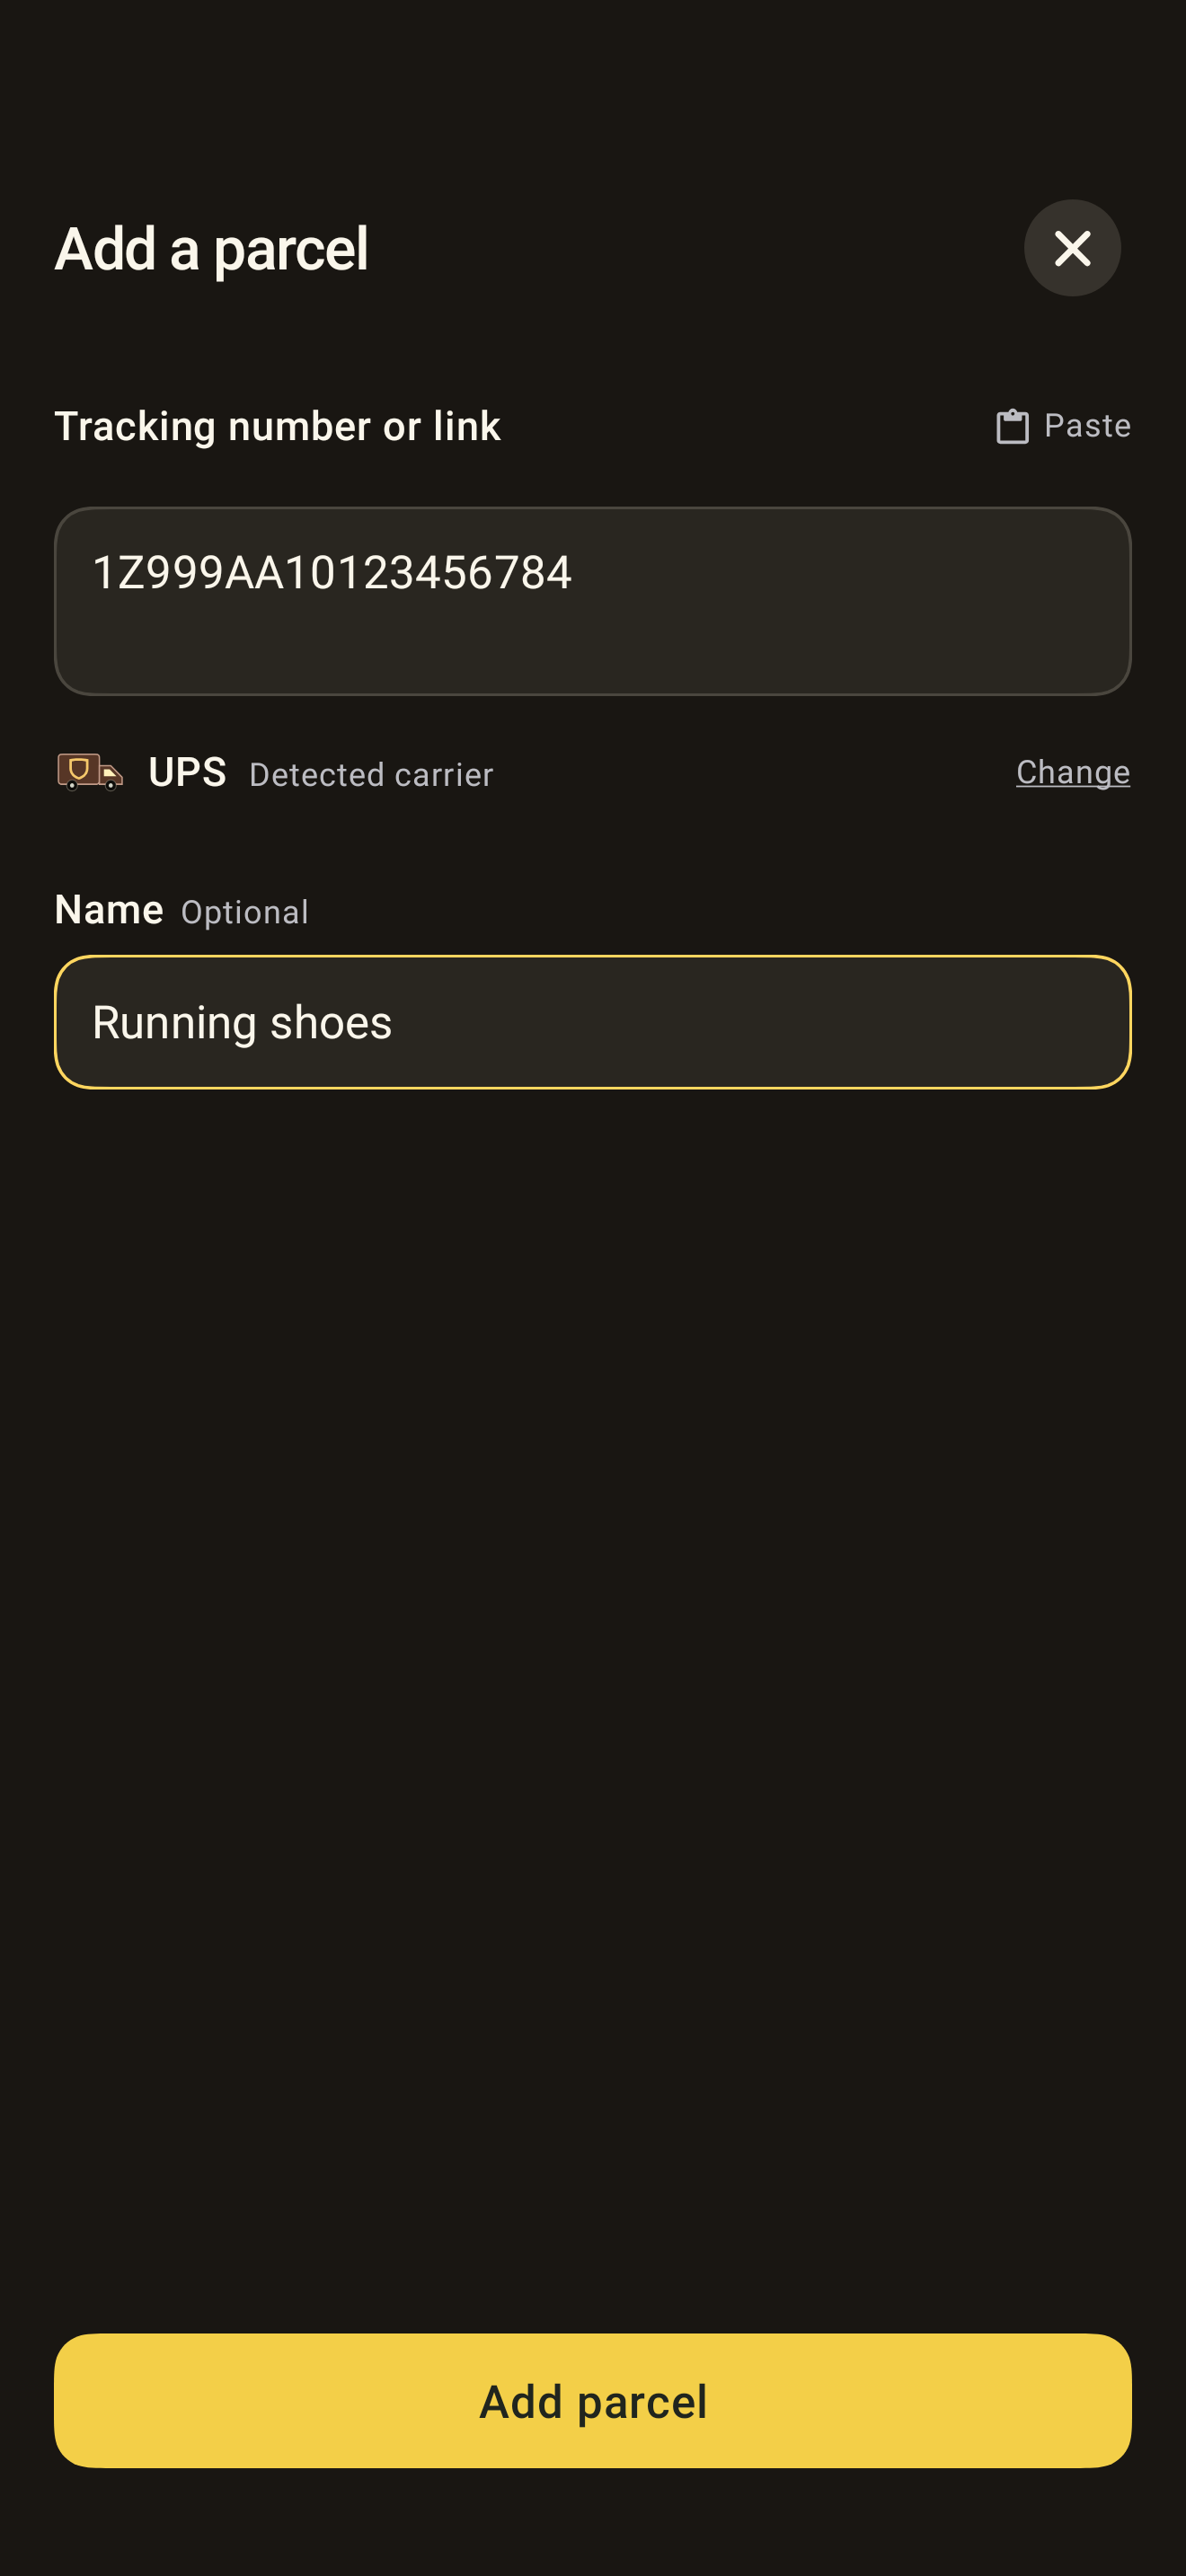 Add a parcel
Tracking number or link
Paste
1Z999AA10123456784
UPS Detected carrier
Change
Name Optional
Running shoes
Add parcel